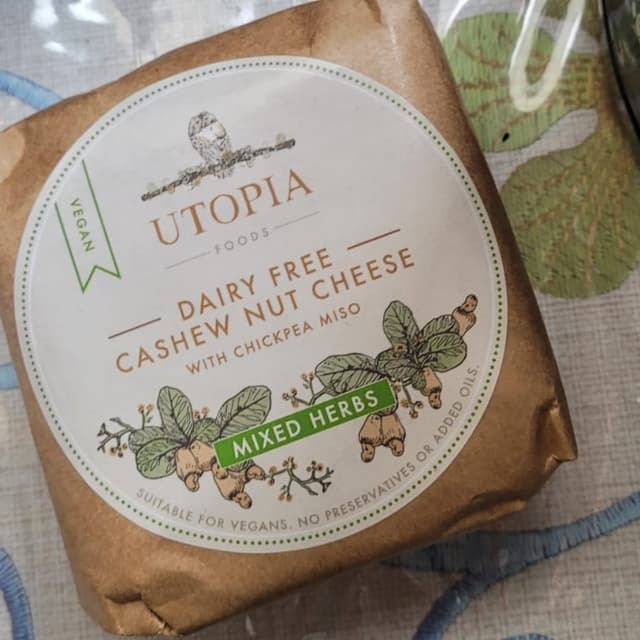 VEGAN
UTOPIA
FOODS
DAIRY FREE
CASHEW NUT CHEESE
WITH CHICKPEA MISO
MIXED HERBS
SUITABLE FOR VEGANS. NO PRESERVATIVES OR ADDED OILS.